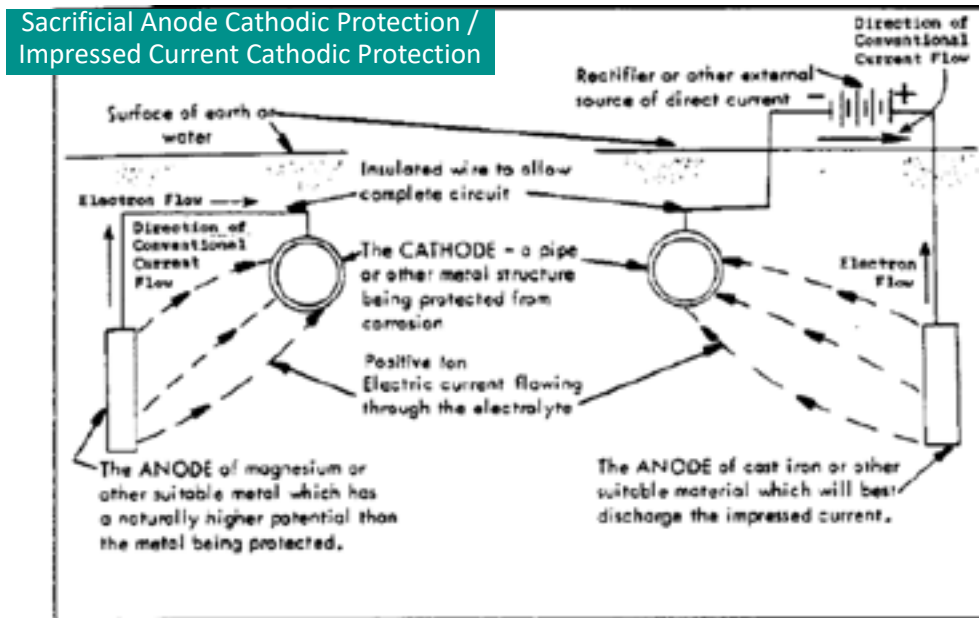 Sacrificial Anode Cathodic Protection /
Impressed Current Cathodic Protection
Direction of
Conventional
Current Flow
Rectifier or other external
source of direct current
- +
Surface of earth or
water
Insulated wire to allow
complete circuit
Electron Flow
Direction of
Conventional
Current
Flow
The CATHODE - a pipe
or other metal structure
being protected from
corrosion
Electron
Flow
Positive Ion
Electric current flowing
through the electrolyte
The ANODE of magnesium or
other suitable metal which has
a naturally higher potential than
the metal being protected.
The ANODE of cast iron or other
suitable material which will best
discharge the impressed current.